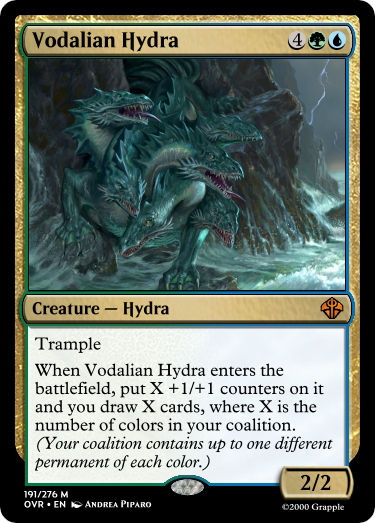 Vodalian Hydra 4
Creature — Hydra
Trample
When Vodalian Hydra enters the
battlefield, put X +1/+1 counters on it
and you draw X cards, where X is the
number of colors in your coalition.
(Your coalition contains up to one different
permanent of each color.)
2/2
191/276 M
OVR • EN Andrea Piparo
©2000 Grapple